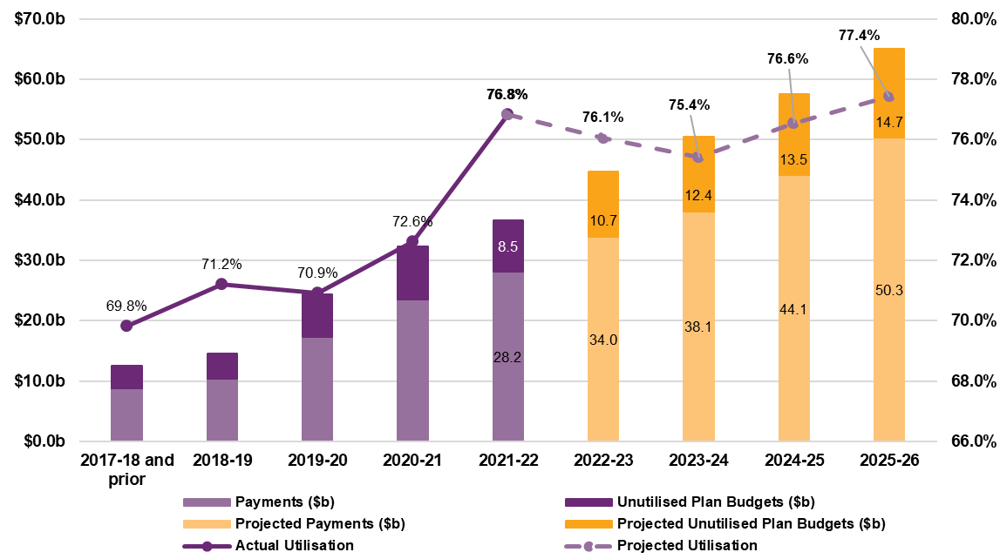 $70.0b
80.0%
77.4%
76.6%
$60.0b
78.0%
76.8%
75.4%
76.1%
$50.0b
76.0%
14.7
13.5
$40.0b
74.0%
12.4
72.6%
10.7
71.2%
8.5
$30.0b
72.0%
70.9%
69.8%
50.3
$20.0b
70.0%
44.1
38.1
34.0
28.2
$10.0b
68.0%
$0.0b
66.0%
2017-18 and
prior
2018-19
2019-20
2020-21
2021-22
2022-23
2023-24
2024-25
2025-26
Payments ($b)
Unutilised Plan Budgets ($b)
Projected Payments ($b)
Projected Unutilised Plan Budgets ($b)
Actual Utilisation
Projected Utilisation